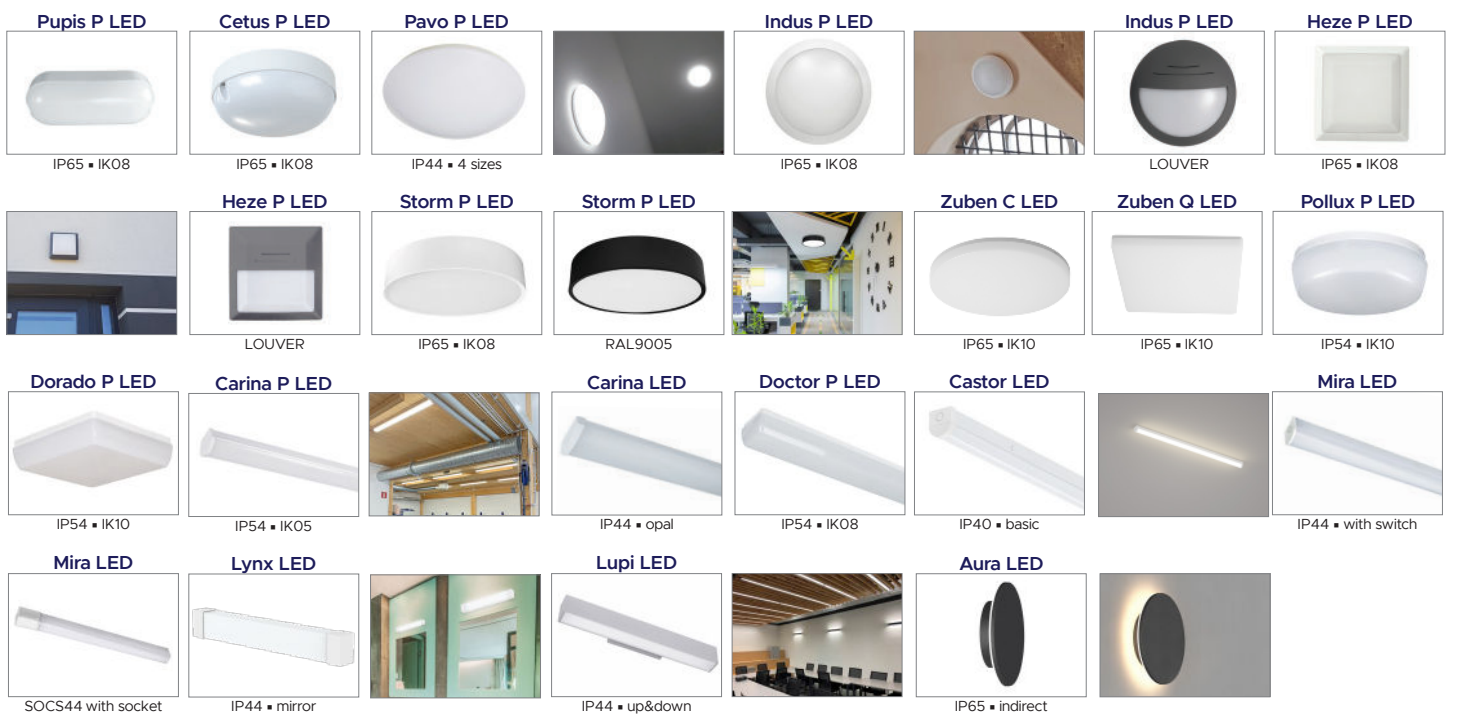 Pupis P LED
Cetus P LED
Pavo P LED
Indus P LED
Indus P LED
Heze P LED
IP65 ▪ IK08
IP65 ▪ IK08
IP44 ▪ 4 sizes
IP65 ▪ IK08
LOUVER
IP65 ▪ IK08
Heze P LED
Storm P LED
Storm P LED
Zuben C LED
Zuben Q LED
Pollux P LED
LOUVER
IP65 ▪ IK08
RAL9005
IP65 ▪ IK10
IP65 ▪ IK10
IP54 ▪ IK10
Dorado P LED
Carina P LED
Carina LED
Doctor P LED
Castor LED
Mira LED
IP54 ▪ IK10
IP54 ▪ IK05
IP44 ▪ opal
IP54 ▪ IK08
IP40 ▪ basic
IP44 ▪ with switch
Mira LED
Lynx LED
Lupi LED
Aura LED
SOCS44 with socket
IP44 ▪ mirror
IP44 ▪ up&down
IP65 ▪ indirect